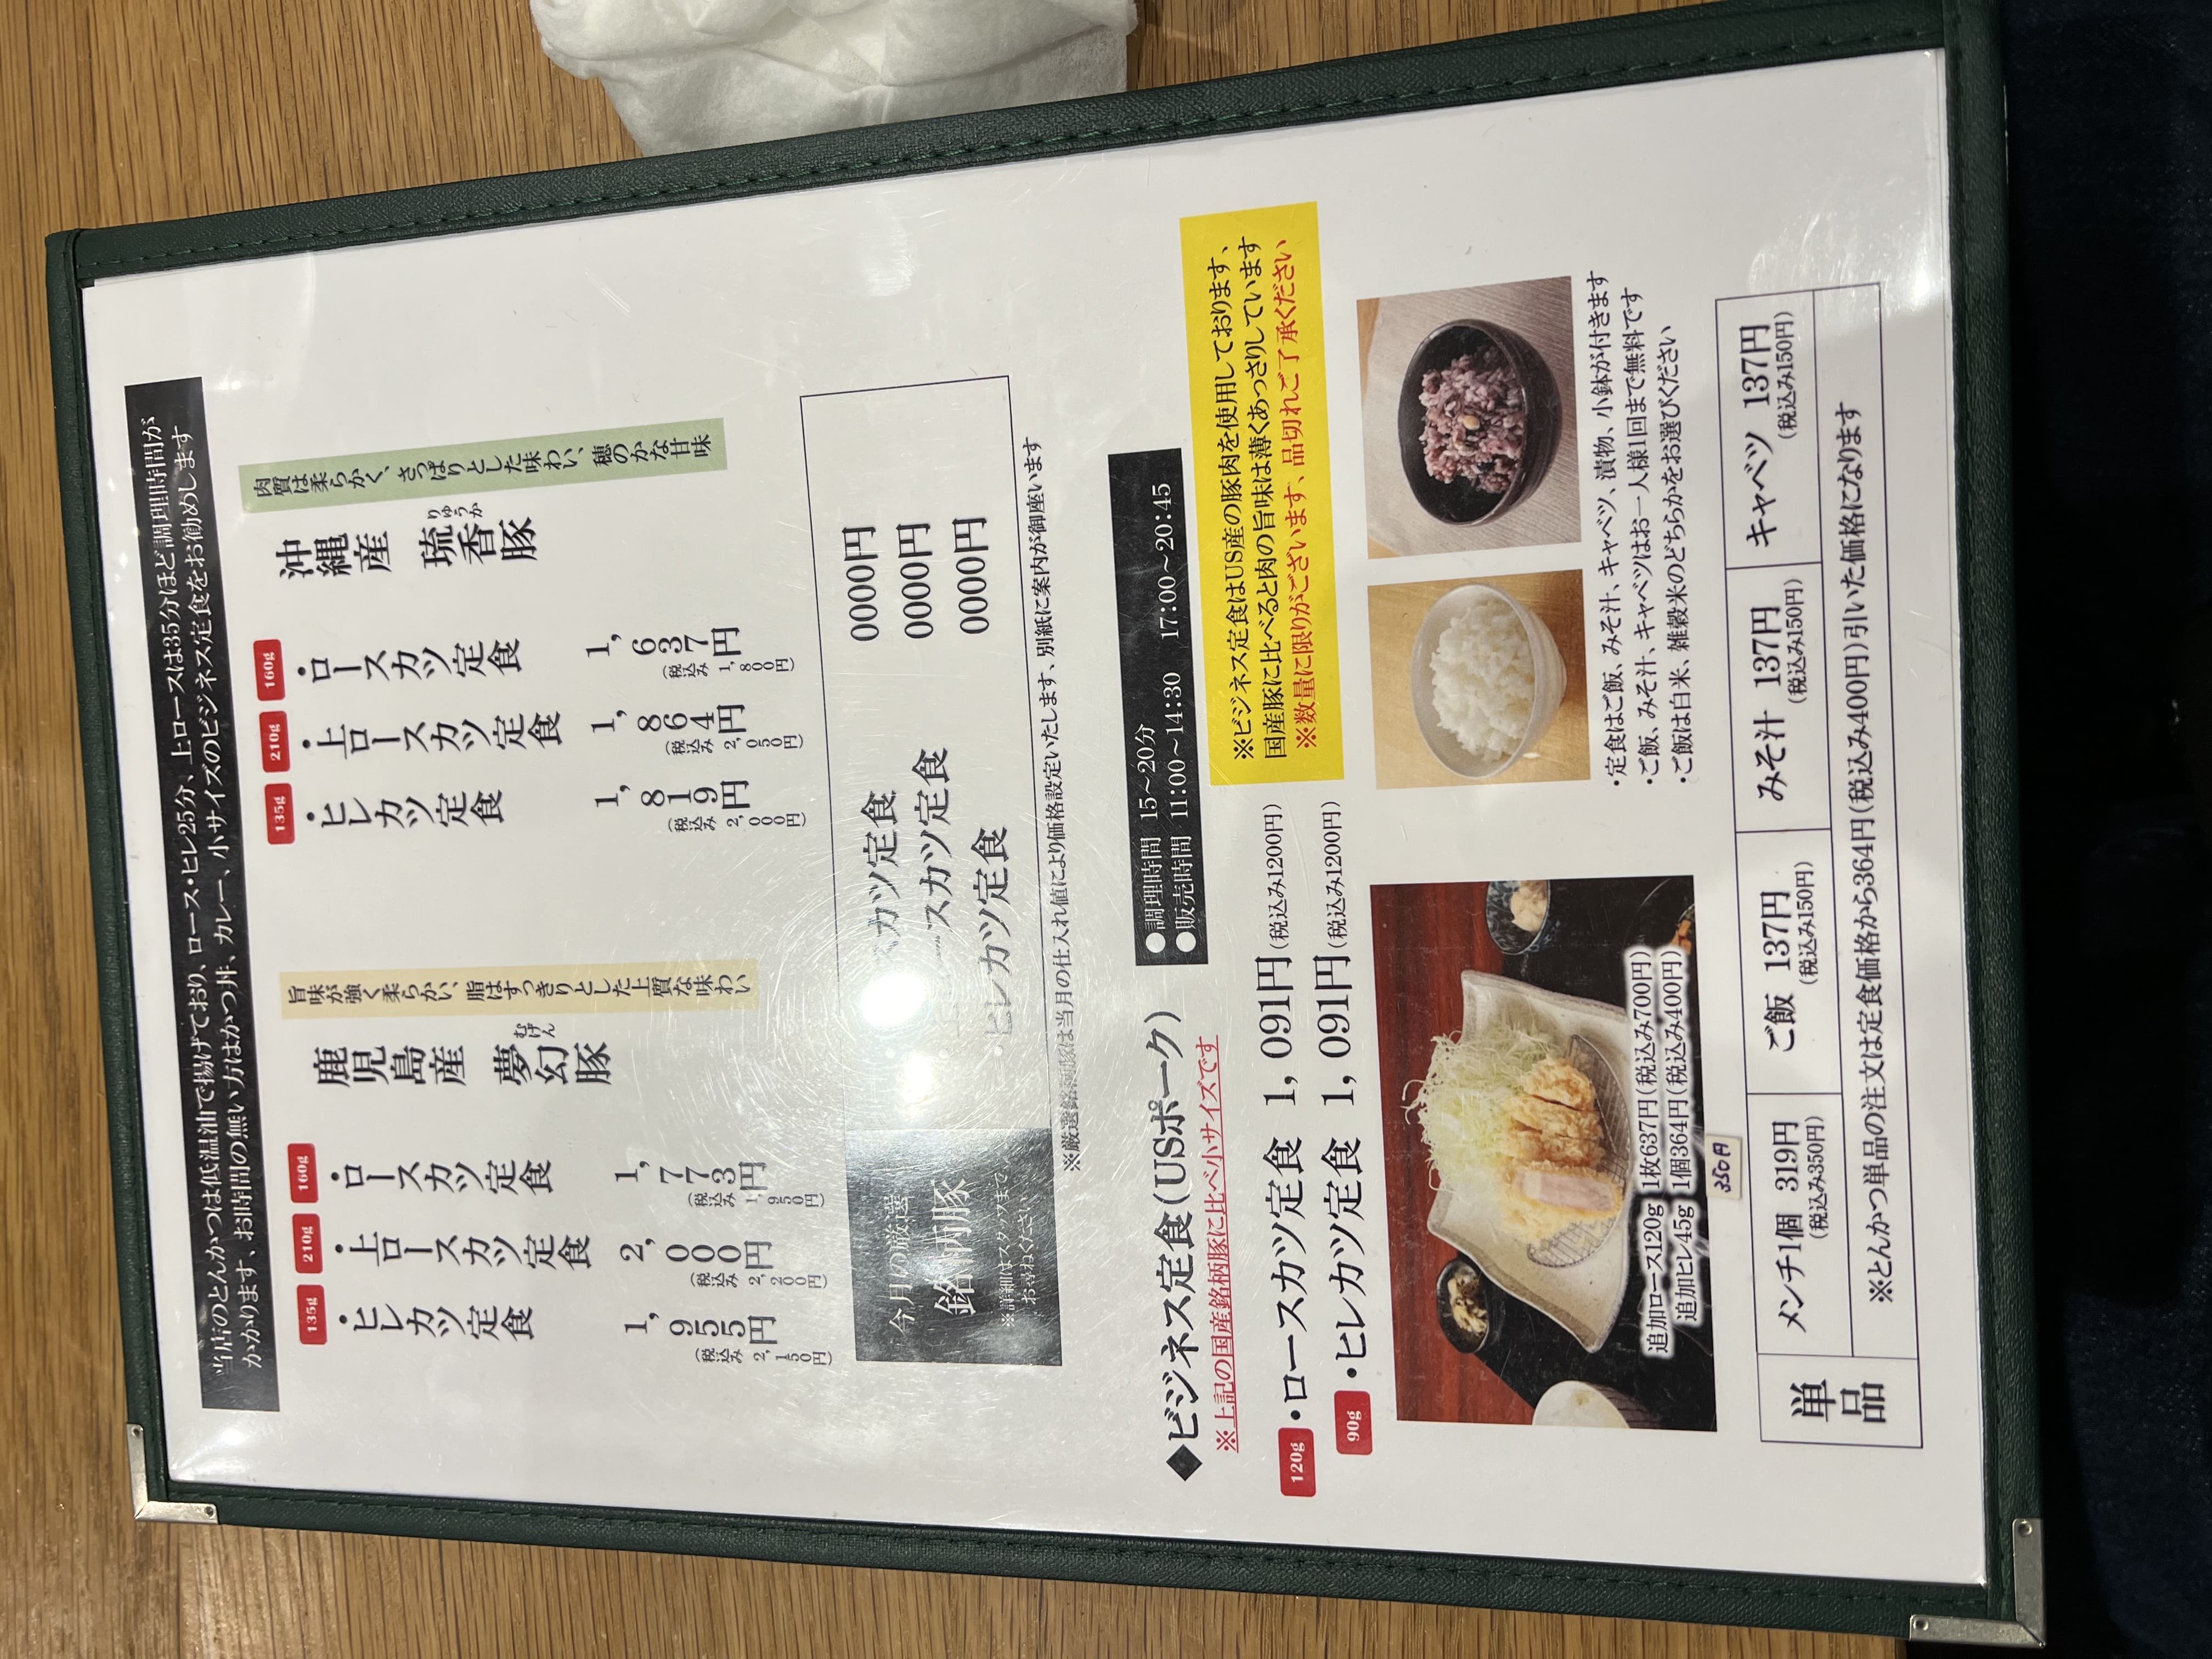 当店のとんかつは低温油で揚げており、ロース・ヒレ25分、上ロースは35分ほど調理時間が
かかります、お時間の無い方はかつ丼、カレー、小サイズのビジネス定食をお勧めします
肉質は柔らかく、さっぱりとした味わい、穂のかな甘味
沖縄産 琉香豚
りゅうか
160g
・ロースカツ定食 1,637円
(税込み 1,800円)
210g
・上ロースカツ定食 1,864円
(税込み 2,050円)
135g
・ヒレカツ定食 1,819円
(税込み 2,000円)
旨味が強く柔らかい、脂はすっきりとした上質な味わい
鹿児島産 夢幻豚
むげん
160g
・ロースカツ定食 1,773円
(税込み 1,950円)
210g
・上ロースカツ定食 2,000円
(税込み 2,200円)
135g
・ヒレカツ定食 1,955円
(税込み 2,150円)
今月の厳選
銘柄豚
※詳細はスタッフまで、
お尋ねください
スカツ定食 0000円
ースカツ定食 0000円
・ヒレカツ定食 0000円
※厳選銘柄豚は当月の仕入れ値により価格設定いたします、別紙に案内が御座います
◆ビジネス定食(USポーク)
●調理時間 15～20分
●販売時間 11:00～14:30 17:00～20:45
※上記の国産銘柄豚に比べ小サイズです
※ビジネス定食はUS産の豚肉を使用しております、
国産豚に比べると肉の旨味は薄くあっさりしています
※数量に限りがございます、品切れご了承ください
120g ・ロースカツ定食 1,091円(税込み1200円)
90g ・ヒレカツ定食 1,091円(税込み1200円)
追加ロース120g 1枚637円(税込み700円)
追加ヒレ45g 1個364円(税込み400円)
・定食はご飯、みそ汁、キャベツ、漬物、小鉢が付きます
・ご飯、みそ汁、キャベツはお一人様1回まで無料です
・ご飯は白米、雑穀米のどちらかをお選びください
350円
単品
メンチ1個 319円
(税込み350円)
ご飯 137円
(税込み150円)
みそ汁 137円
(税込み150円)
キャベツ 137円
(税込み150円)
※とんかつ単品の注文は定食価格から364円(税込み400円)引いた価格になります